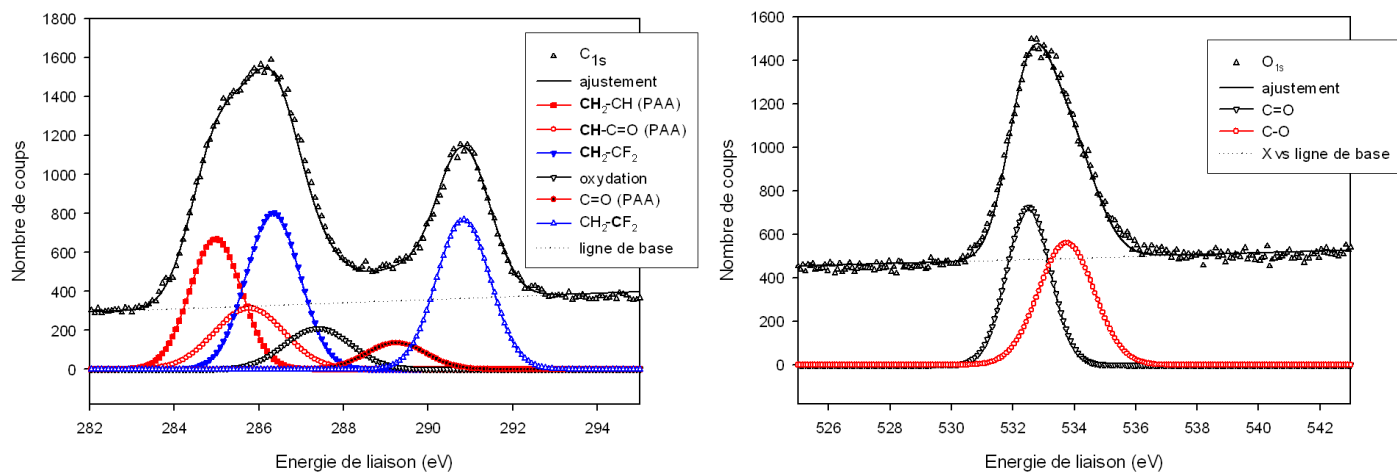 1800
1600
1400
1200
1000
800
600
400
200
0
Nombre de coups
282 284 286 288 290 292 294
Energie de liaison (eV)
C1s
ajustement
CH2-CH (PAA)
CH-C=O (PAA)
CH2-CF2
oxydation
C=O (PAA)
CH2-CF2
ligne de base
1600
1400
1200
1000
800
600
400
200
0
Nombre de coups
526 528 530 532 534 536 538 540 542
Energie de liaison (eV)
O1s
ajustement
C=O
C-O
X vs ligne de base